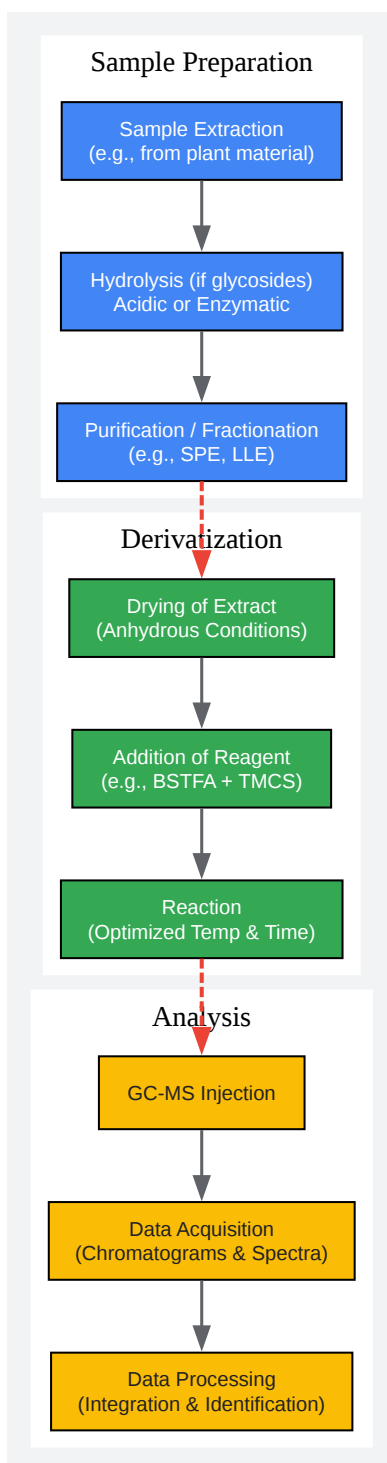 Sample Preparation
Sample Extraction
(e.g., from plant material)
Hydrolysis (if glycosides)
Acidic or Enzymatic
Purification / Fractionation
(e.g., SPE, LLE)
Derivatization
Drying of Extract
(Anhydrous Conditions)
Addition of Reagent
(e.g., BSTFA + TMCS)
Reaction
(Optimized Temp & Time)
Analysis
GC-MS Injection
Data Acquisition
(Chromatograms & Spectra)
Data Processing
(Integration & Identification)